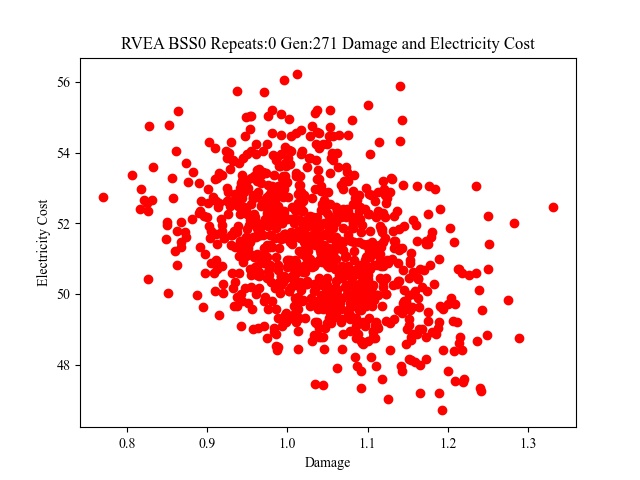 RVEA BSS0 Repeats:0 Gen:271 Damage and Electricity Cost
56
54
52
50
48
Electricity Cost
0.8 0.9 1.0 1.1 1.2 1.3
Damage